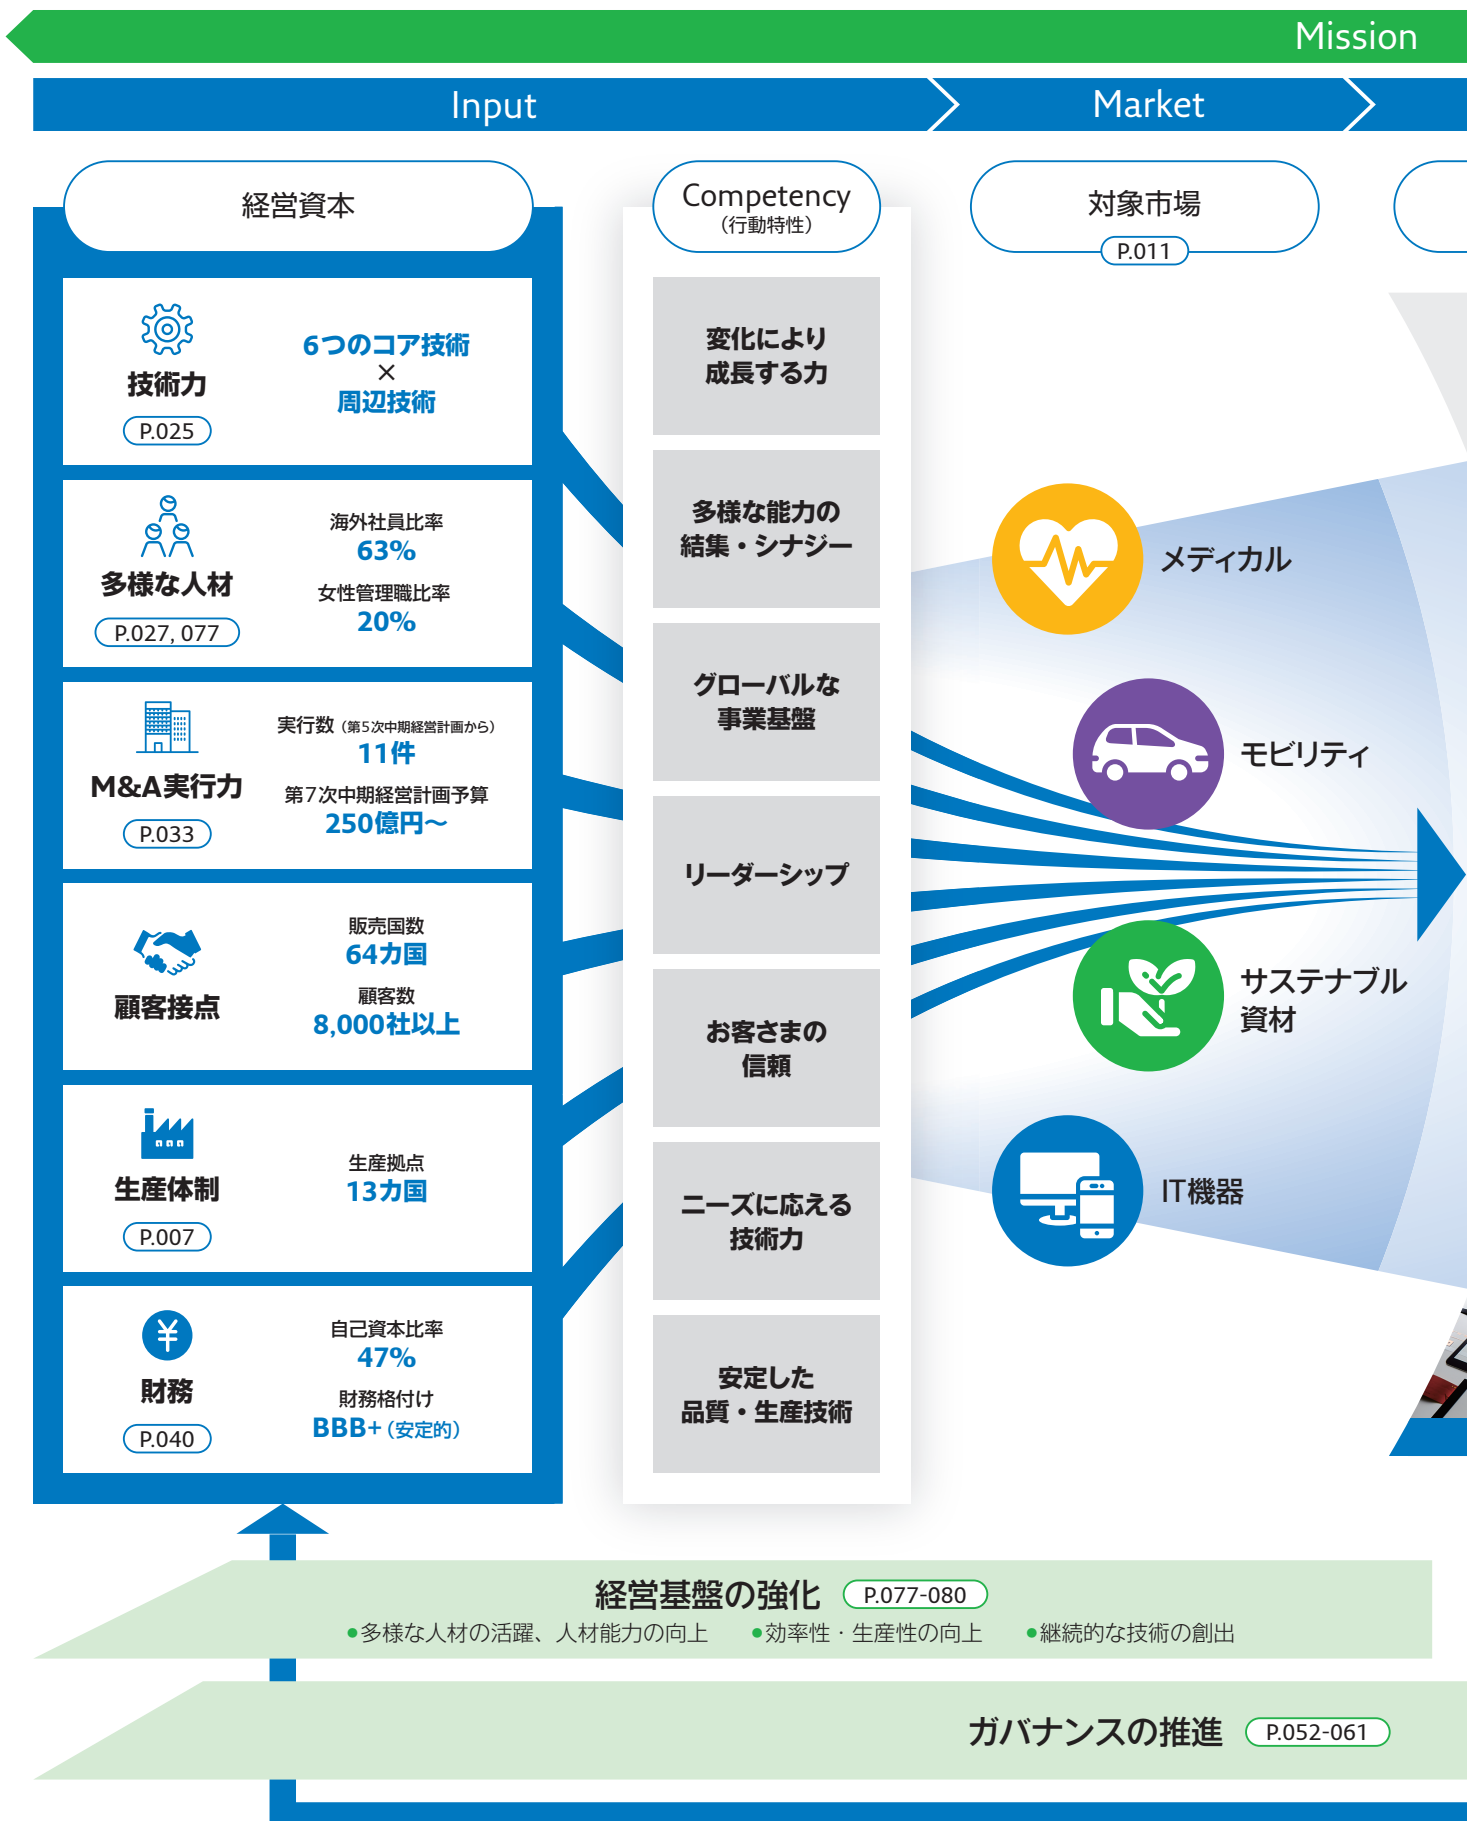 Mission
Input
Market
経営資本
技術力
P.025
6つのコア技術
×
周辺技術
多様な人材
P.027, 077
海外社員比率
63%
女性管理職比率
20%
M&A実行力
P.033
実行数（第5次中期経営計画から）
11件
第7次中期経営計画予算
250億円〜
顧客接点
販売国数
64カ国
顧客数
8,000社以上
生産体制
P.007
生産拠点
13カ国
財務
P.040
自己資本比率
47%
財務格付け
BBB+（安定的）
Competency
（行動特性）
変化により
成長する力
多様な能力の
結集・シナジー
グローバルな
事業基盤
リーダーシップ
お客さまの
信頼
ニーズに応える
技術力
安定した
品質・生産技術
対象市場
P.011
メディカル
モビリティ
サステナブル
資材
IT機器
経営基盤の強化 P.077-080
●多様な人材の活躍、人材能力の向上 ●効率性・生産性の向上 ●継続的な技術の創出
ガバナンスの推進 P.052-061